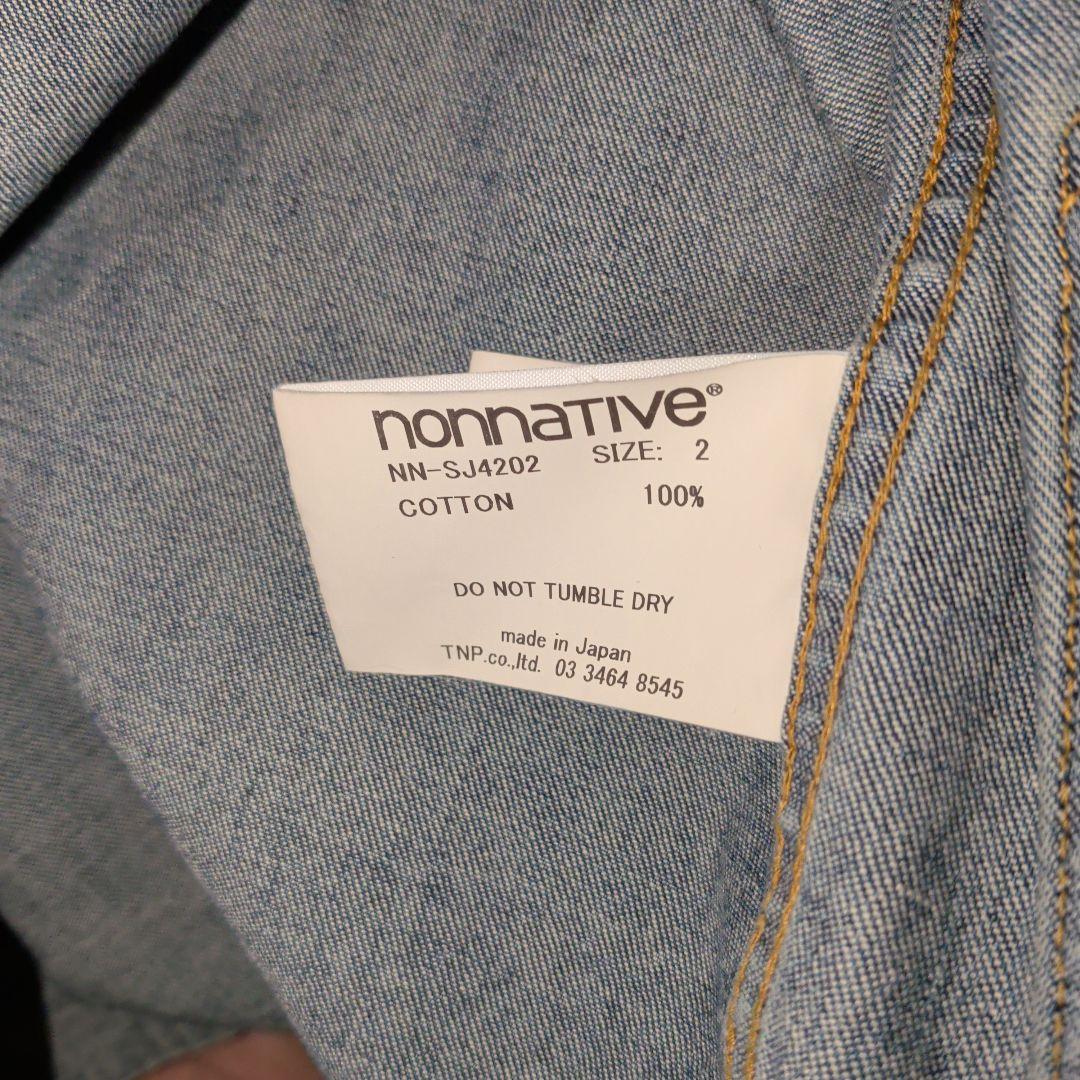 nonnaTIVe®
NN-SJ4202 SIZE: 2
COTTON 100%
DO NOT TUMBLE DRY
made in Japan
TNP.co.,ltd. 03 3464 8545